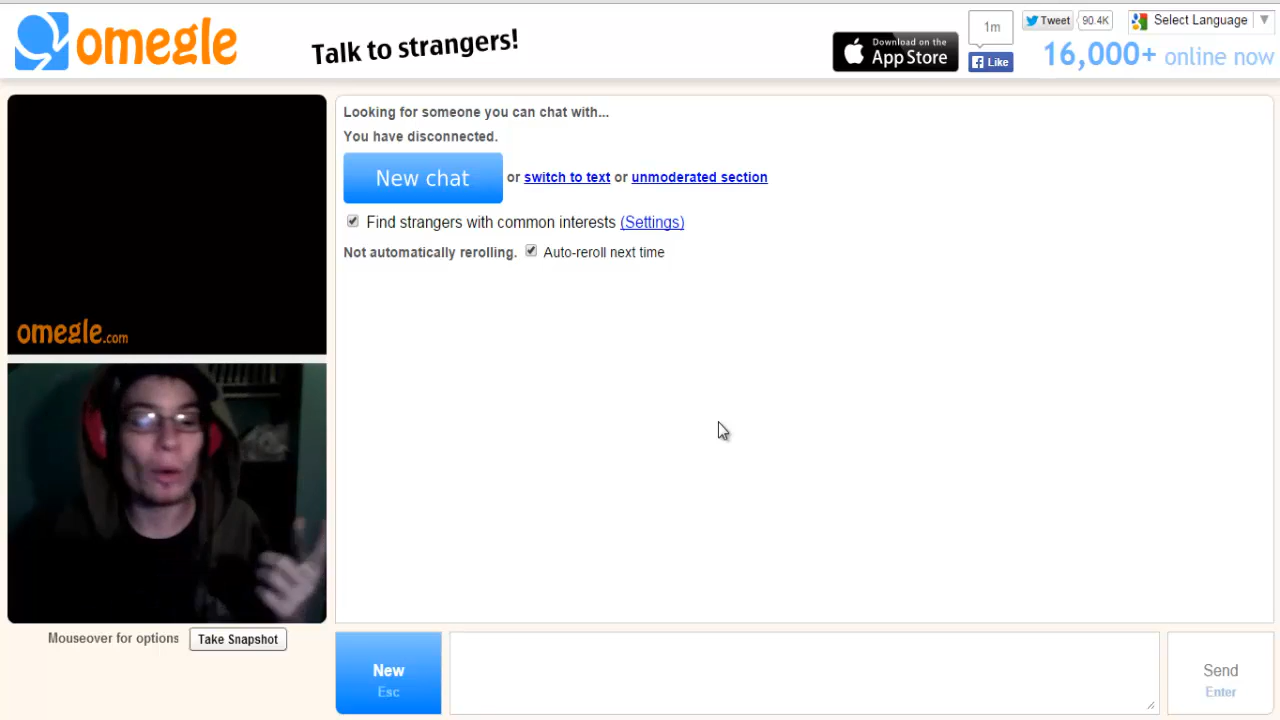 omegle
Talk to strangers!
Download on the
App Store
1m
Like
Tweet 90.4K
Select Language
16,000+ online now
Looking for someone you can chat with...
You have disconnected.
New chat or switch to text or unmoderated section
Find strangers with common interests (Settings)
Not automatically rerolling. Auto-reroll next time
omegle.com
Mouseover for options Take Snapshot
New
Esc
Send
Enter